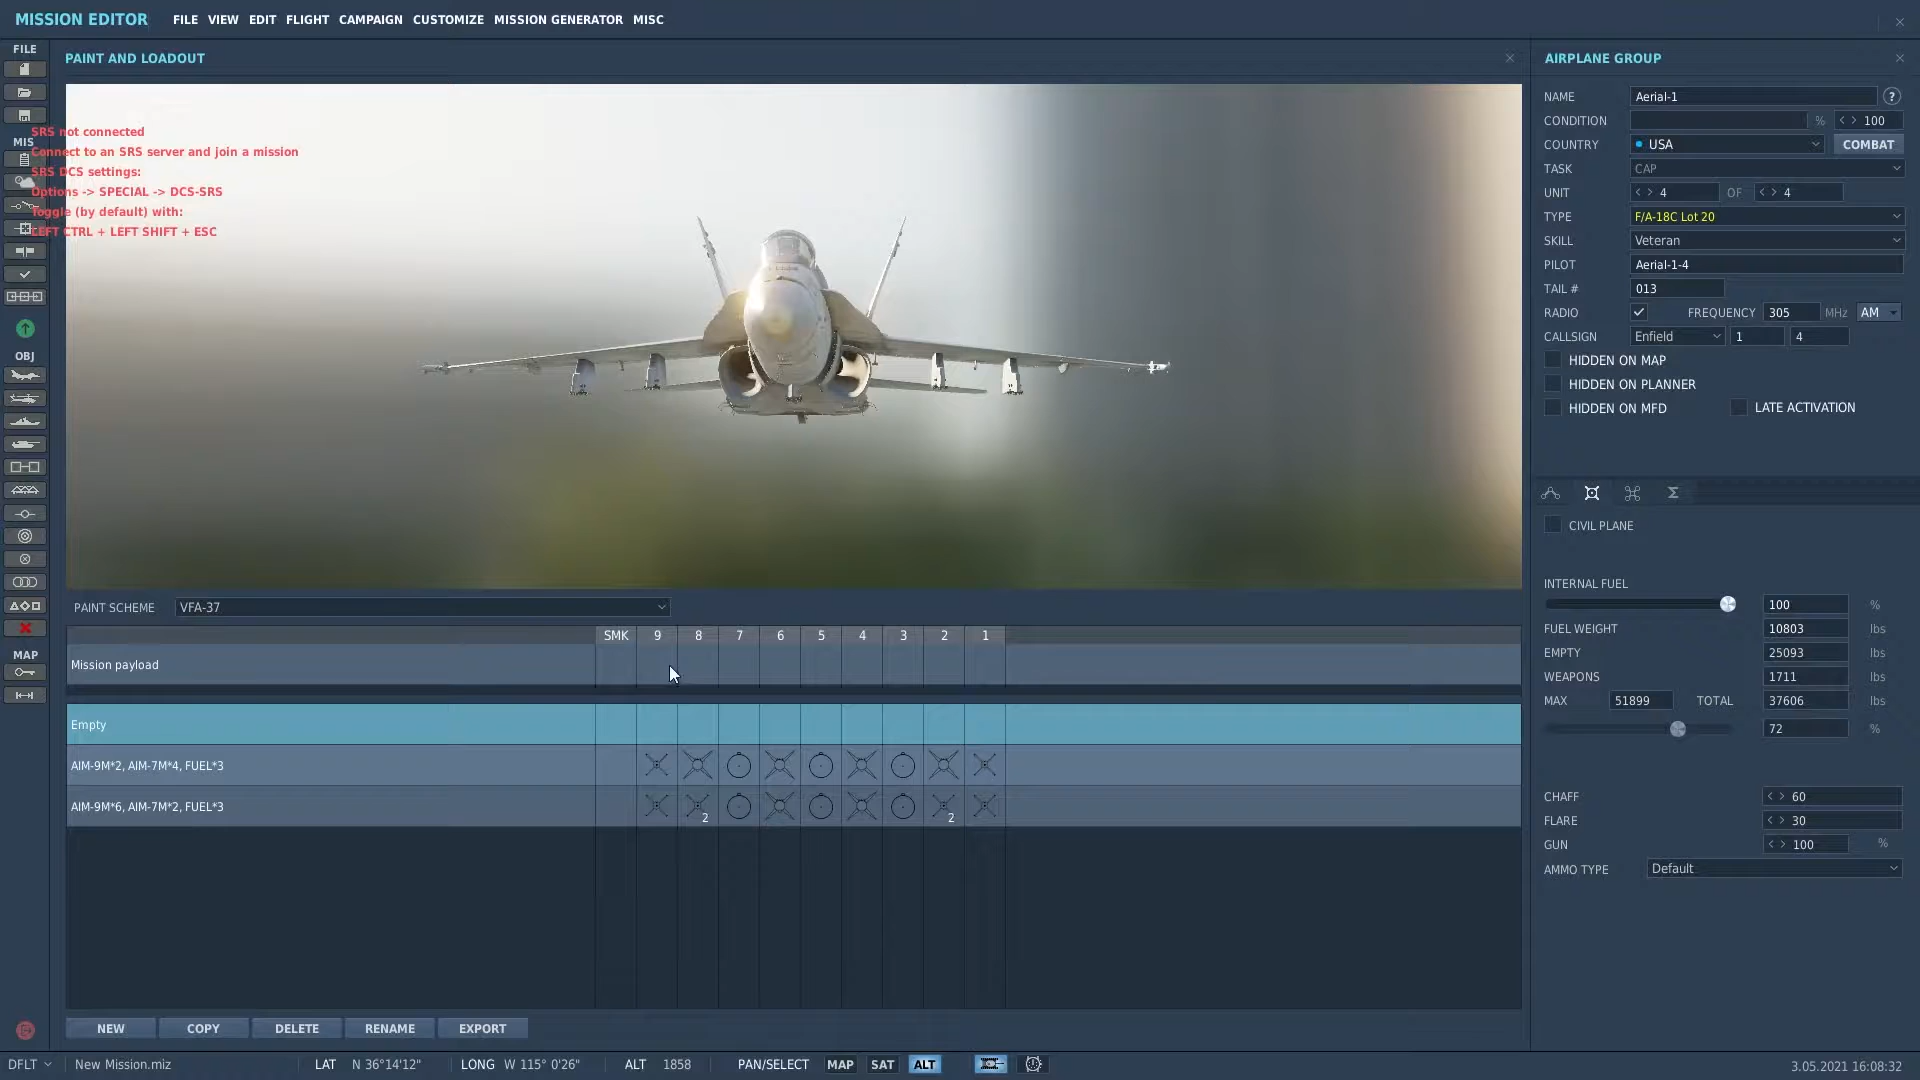 MISSION EDITOR FILE VIEW EDIT FLIGHT CAMPAIGN CUSTOMIZE MISSION GENERATOR MISC
FILE
PAINT AND LOADOUT
MIS
SRS not connected
Connect to an SRS server and join a mission
SRS DCS settings:
Options -> SPECIAL -> DCS-SRS
Toggle (by default) with:
LEFT CTRL + LEFT SHIFT + ESC
OBJ
MAP
PAINT SCHEME VFA-37
SMK 9 8 7 6 5 4 3 2 1
Mission payload
Empty
AIM-9M*2, AIM-7M*4, FUEL*3
AIM-9M*6, AIM-7M*2, FUEL*3
2 2
NEW COPY DELETE RENAME EXPORT
AIRPLANE GROUP
NAME Aerial-1 ?
CONDITION % < > 100
COUNTRY USA COMBAT
TASK CAP
UNIT < > 4 OF < > 4
TYPE F/A-18C Lot 20
SKILL Veteran
PILOT Aerial-1-4
TAIL # 013
RADIO FREQUENCY 305 MHz AM
CALLSIGN Enfield 1 4
HIDDEN ON MAP
HIDDEN ON PLANNER
HIDDEN ON MFD LATE ACTIVATION
CIVIL PLANE
INTERNAL FUEL
100 %
FUEL WEIGHT 10803 lbs
EMPTY 25093 lbs
WEAPONS 1711 lbs
MAX 51899 TOTAL 37606 lbs
72 %
CHAFF < > 60
FLARE < > 30
GUN < > 100 %
AMMO TYPE Default
DFLT New Mission.miz LAT N 36°14'12" LONG W 115° 0'26" ALT 1858 PAN/SELECT MAP SAT ALT 3.05.2021 16:08:32